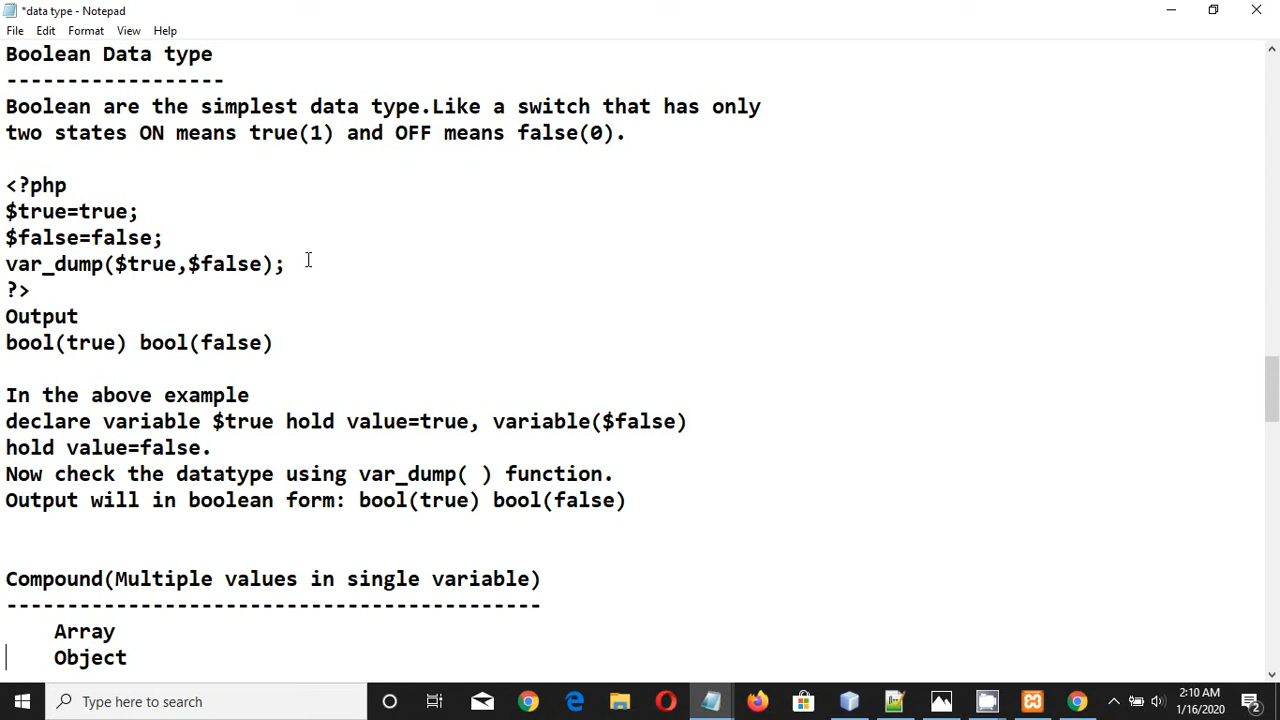 *data type - Notepad
File Edit Format View Help
Boolean Data type
------------------
Boolean are the simplest data type.Like a switch that has only
two states ON means true(1) and OFF means false(0).
<?php
$true=true;
$false=false;
var_dump($true,$false);
?>
Output
bool(true) bool(false)
In the above example
declare variable $true hold value=true, variable($false)
hold value=false.
Now check the datatype using var_dump( ) function.
Output will in boolean form: bool(true) bool(false)
Compound(Multiple values in single variable)
--------------------------------------------
Array
Object
Type here to search
2:10 AM
1/16/2020
2